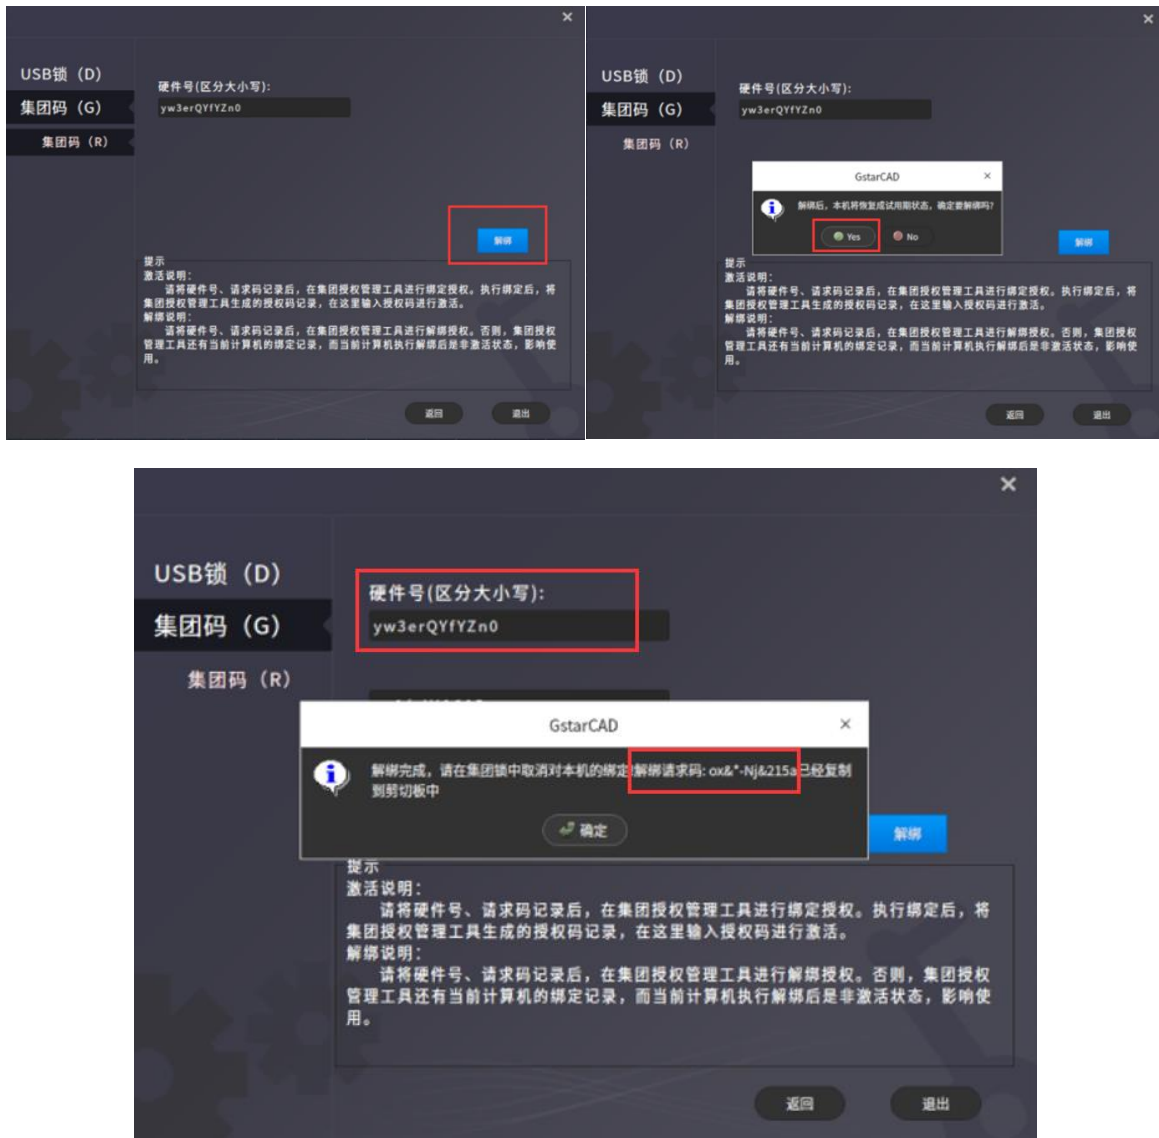 USB锁（D）
集团码（G）
集团码（R）
硬件号(区分大小写):
yw3erQYfYZn0
解绑
提示
激活说明：
请将硬件号、请求码记录后，在集团授权管理工具进行绑定授权。执行绑定后，将
集团授权管理工具生成的授权码记录，在这里输入授权码进行激活。
解绑说明：
请将硬件号、请求码记录后，在集团授权管理工具进行解绑授权。否则，集团授权
管理工具还有当前计算机的绑定记录，而当前计算机执行解绑后是非激活状态，影响使
用。
返回
退出
USB锁（D）
集团码（G）
集团码（R）
硬件号(区分大小写):
yw3erQYfYZn0
GstarCAD
解绑后，本机将恢复成试用期状态，确定要解绑吗?
Yes
No
解绑
提示
激活说明：
请将硬件号、请求码记录后，在集团授权管理工具进行绑定授权。执行绑定后，将
集团授权管理工具生成的授权码记录，在这里输入授权码进行激活。
解绑说明：
请将硬件号、请求码记录后，在集团授权管理工具进行解绑授权。否则，集团授权
管理工具还有当前计算机的绑定记录，而当前计算机执行解绑后是非激活状态，影响使
用。
返回
退出
USB锁（D）
集团码（G）
集团码（R）
硬件号(区分大小写):
yw3erQYfYZn0
GstarCAD
解绑完成，请在集团锁中取消对本机的绑定!解绑请求码: ox&*-Nj&215a已经复制
到剪切板中
确定
解绑
提示
激活说明：
请将硬件号、请求码记录后，在集团授权管理工具进行绑定授权。执行绑定后，将
集团授权管理工具生成的授权码记录，在这里输入授权码进行激活。
解绑说明：
请将硬件号、请求码记录后，在集团授权管理工具进行解绑授权。否则，集团授权
管理工具还有当前计算机的绑定记录，而当前计算机执行解绑后是非激活状态，影响使
用。
返回
退出